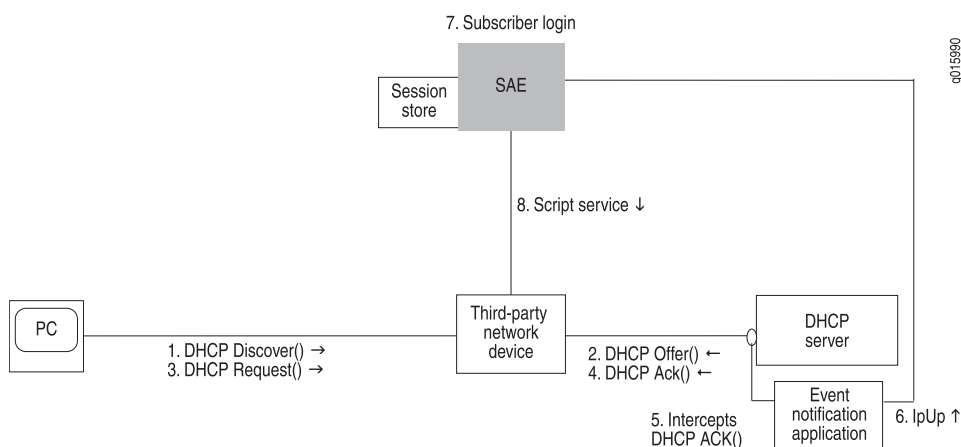 7. Subscriber login
SAE
Session
store
g015990
8. Script service ↓
PC
Third-party
network
device
DHCP
server
1. DHCP Discover() →
3. DHCP Request() →
2. DHCP Offer() ←
4. DHCP Ack() ←
5. Intercepts
DHCP ACK()
Event
notification
application
6. IpUp ↑